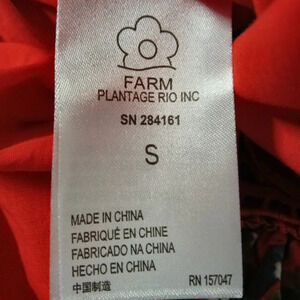 FARM
PLANTAGE RIO INC
SN 284161
S
MADE IN CHINA
FABRIQUÉ EN CHINE
FABRICADO NA CHINA
HECHO EN CHINA
中国制造 RN 157047